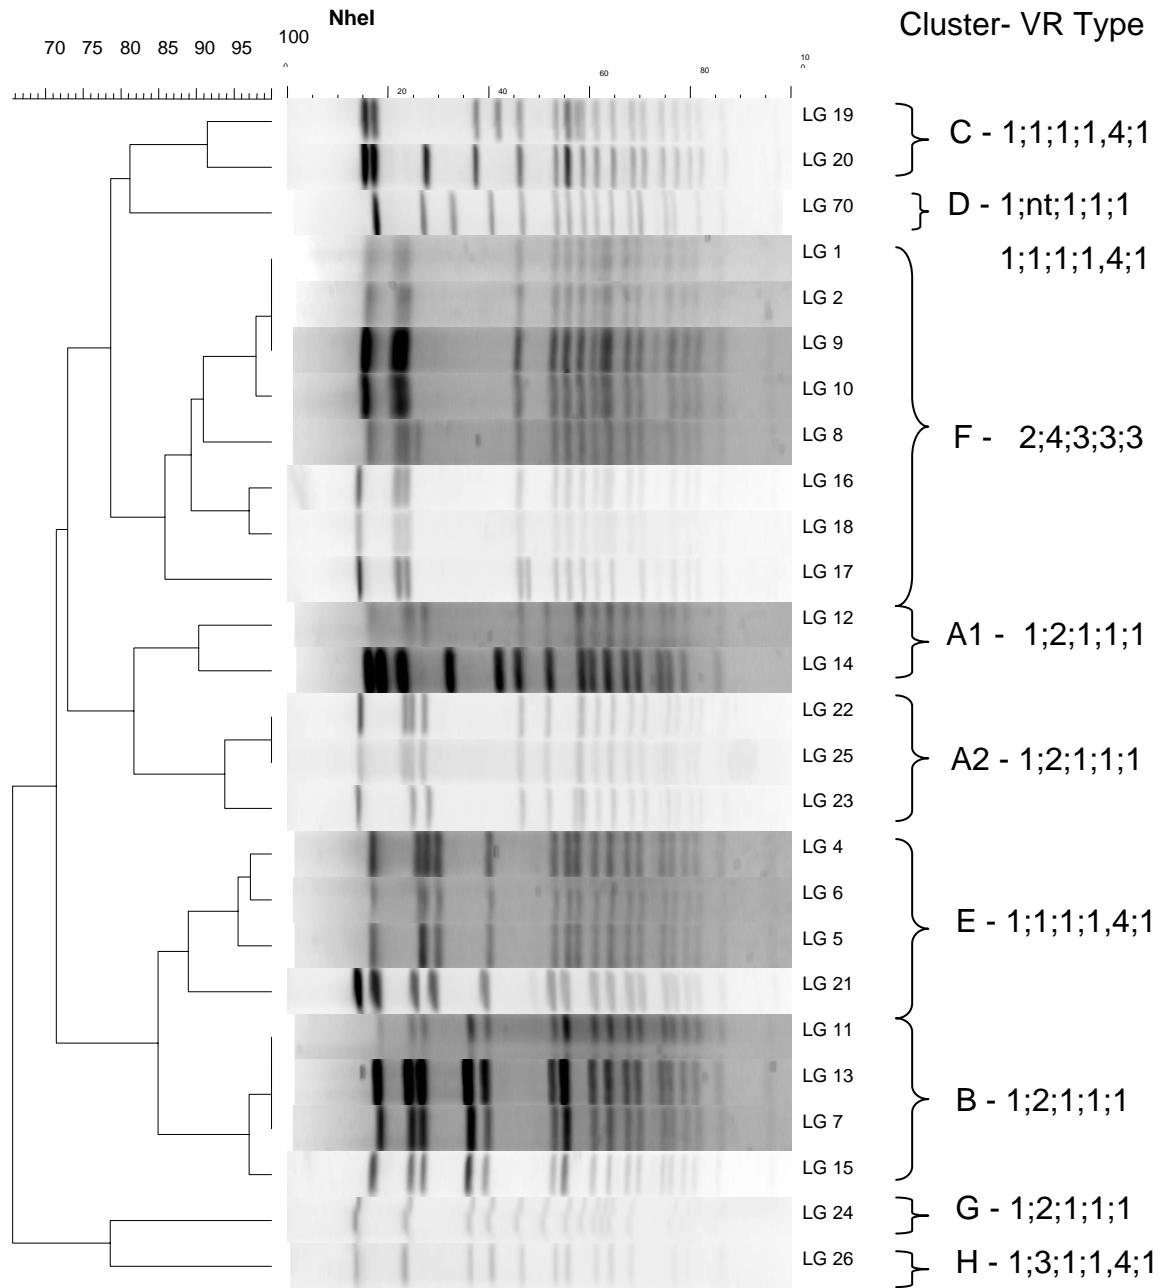 NheI
Cluster- VR Type
70 75 80 85 90 95 100
0 20 40 60 80 100
LG 19
C - 1;1;1;1,4;1
LG 20
LG 70
D - 1;nt;1;1;1
LG 1
1;1;1;1,4;1
LG 2
LG 9
LG 10
LG 8
F - 2;4;3;3;3
LG 16
LG 18
LG 17
LG 12
A1 - 1;2;1;1;1
LG 14
LG 22
LG 25
A2 - 1;2;1;1;1
LG 23
LG 4
LG 6
E - 1;1;1;1,4;1
LG 5
LG 21
LG 11
LG 13
B - 1;2;1;1;1
LG 7
LG 15
LG 24
G - 1;2;1;1;1
LG 26
H - 1;3;1;1,4;1